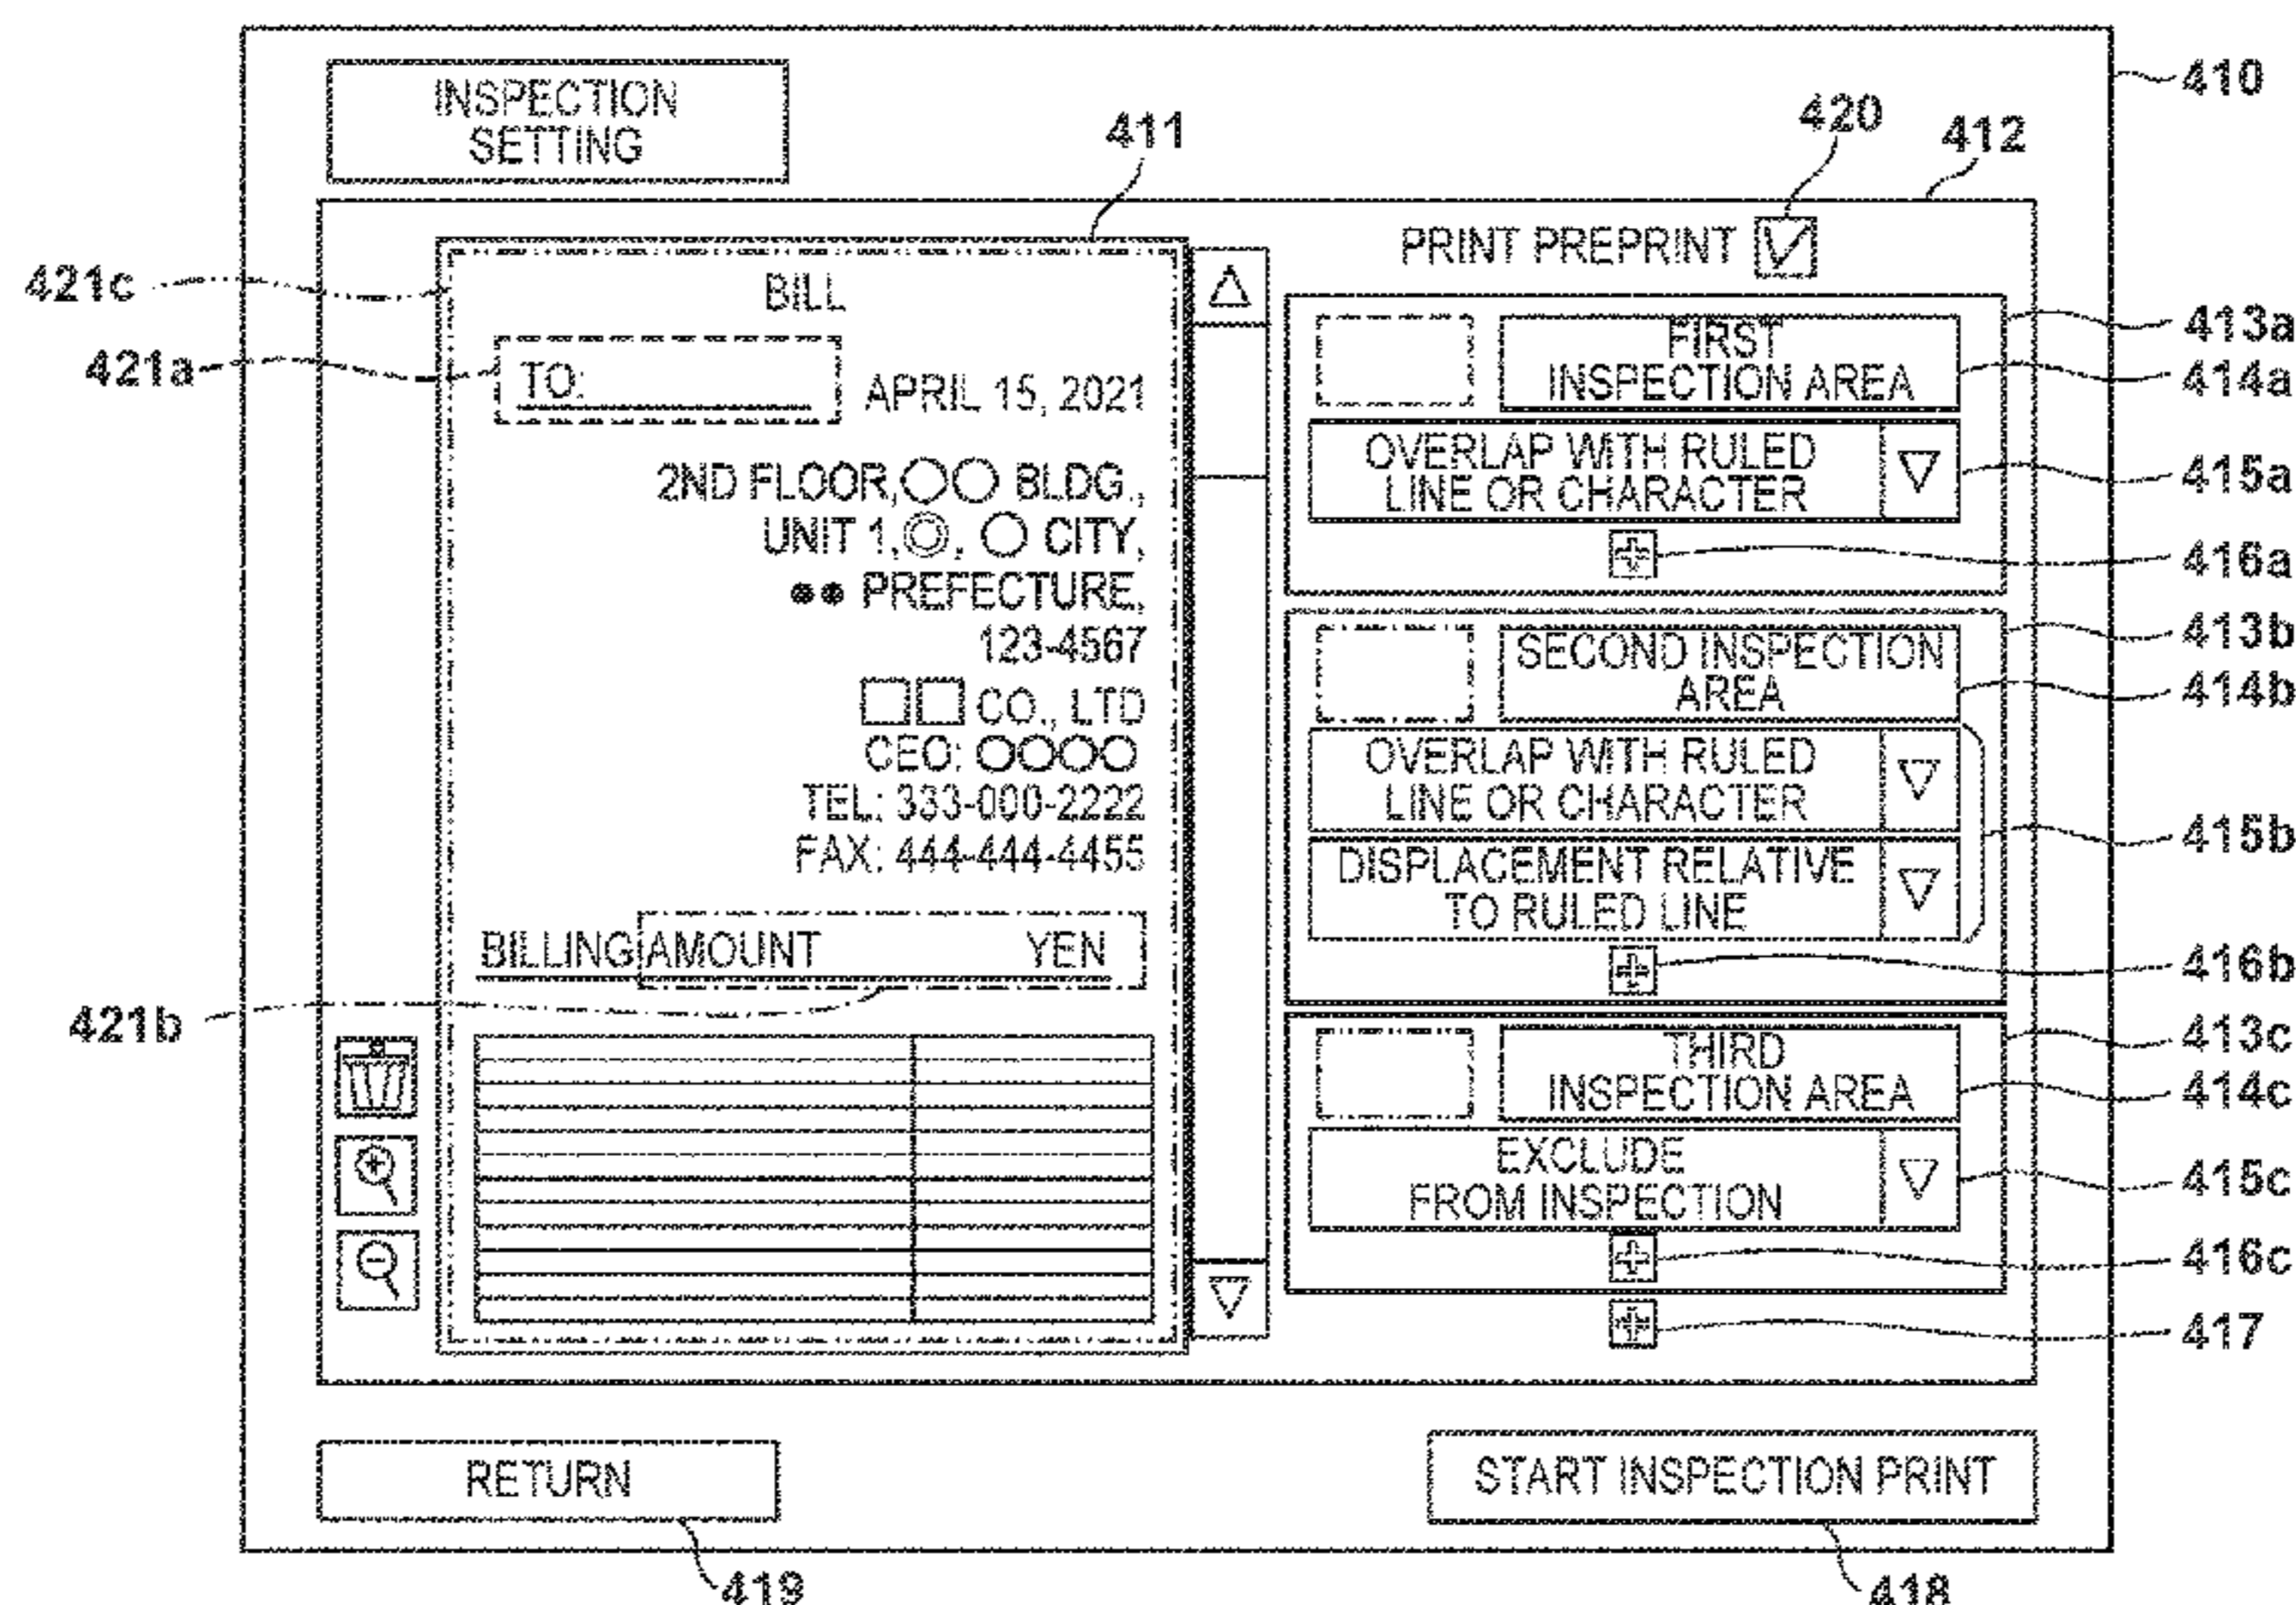 410
INSPECTION
SETTING
411
420
412
PRINT PREPRINT
421c
BILL
421a
TO:
APRIL 15, 2021
2ND FLOOR,○○ BLDG.,
UNIT 1,◎, ○ CITY,
●● PREFECTURE,
123-4567
□□ CO., LTD
CEO: ○○○○
TEL: 333-000-2222
FAX: 444-444-4455
BILLING AMOUNT YEN
421b
FIRST
INSPECTION AREA
OVERLAP WITH RULED
LINE OR CHARACTER
413a
414a
415a
416a
SECOND INSPECTION
AREA
OVERLAP WITH RULED
LINE OR CHARACTER
DISPLACEMENT RELATIVE
TO RULED LINE
413b
414b
415b
416b
THIRD
INSPECTION AREA
EXCLUDE
FROM INSPECTION
413c
414c
415c
416c
417
RETURN
START INSPECTION PRINT
419
418